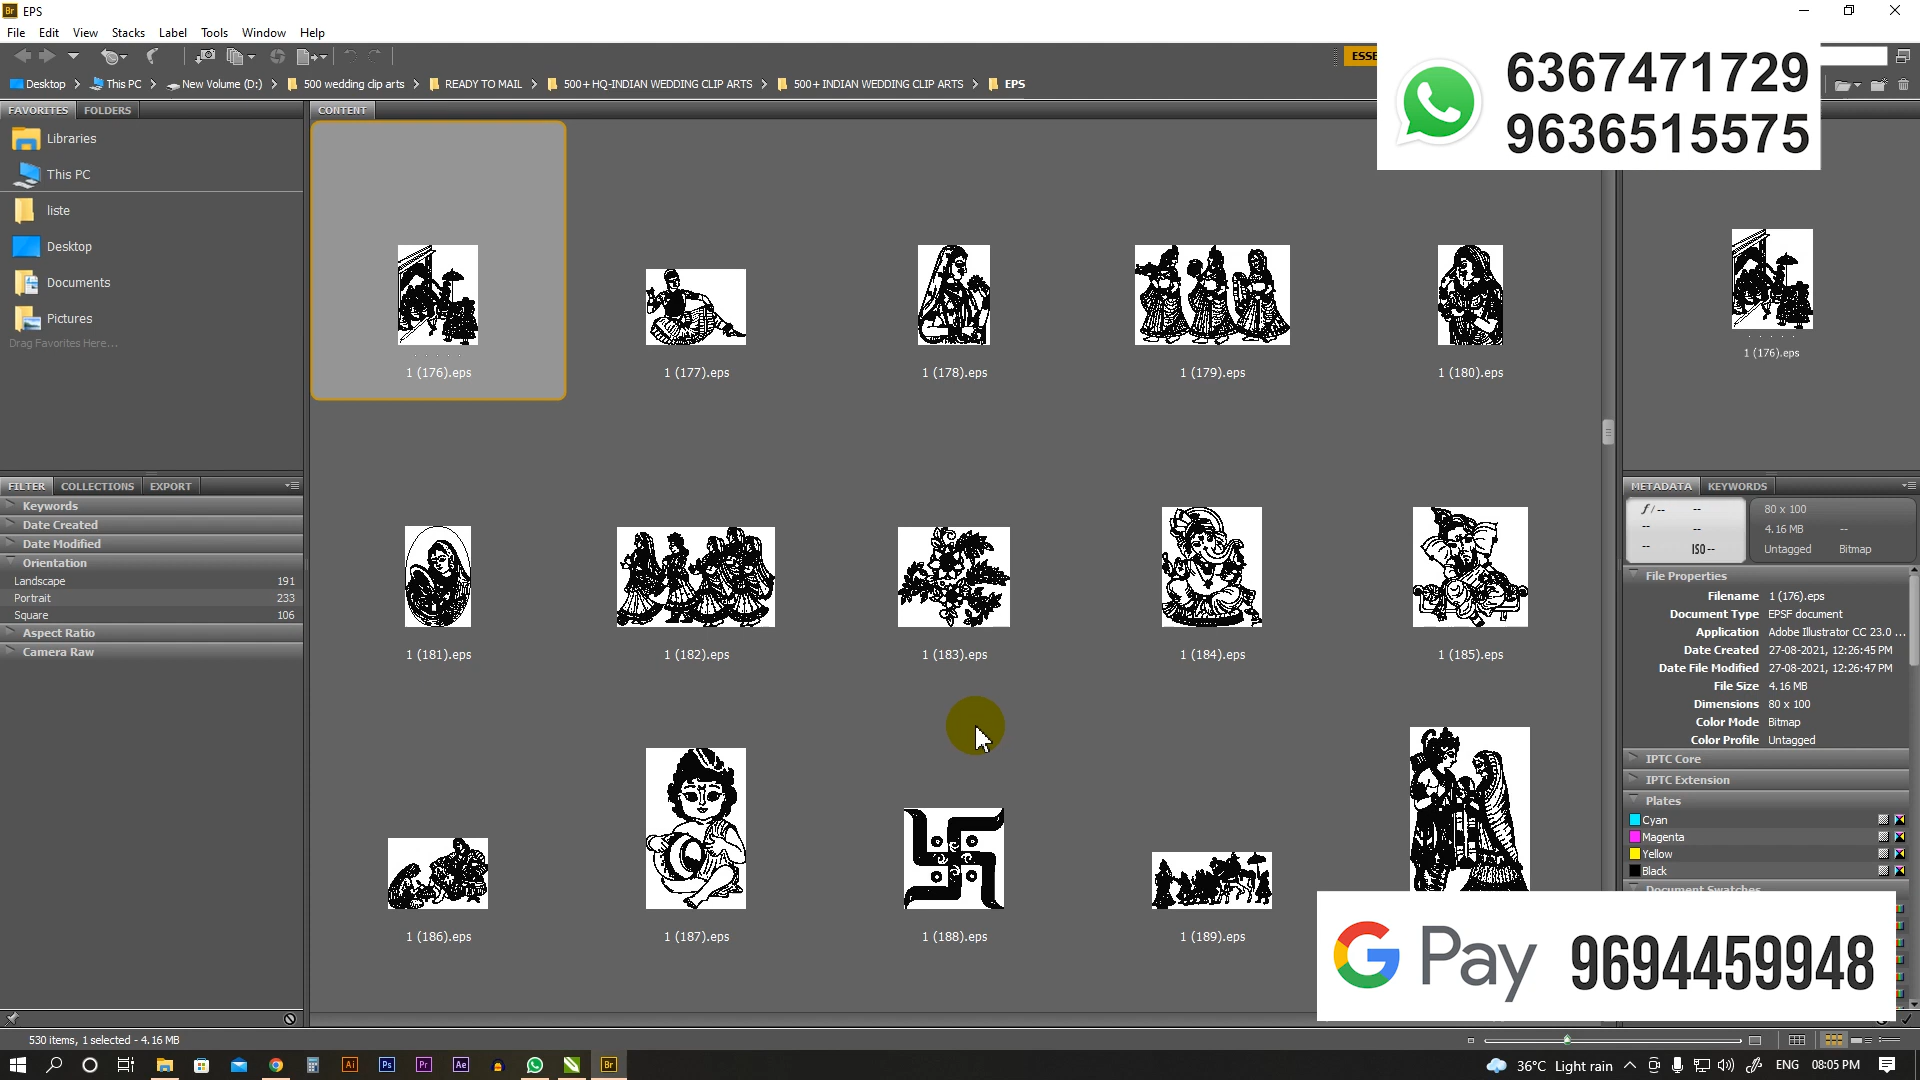 Br EPS
File Edit View Stacks Label Tools Window Help
ESSE
6367471729
9636515575
Desktop This PC New Volume (D:) 500 wedding clip arts READY TO MAIL 500+HQ-INDIAN WEDDING CLIP ARTS 500+INDIAN WEDDING CLIP ARTS EPS
FAVORITES FOLDERS
CONTENT
Libraries
This PC
liste
Desktop
Documents
Pictures
Drag Favorites Here...
1 (176).eps
1 (177).eps
1 (178).eps
1 (179).eps
1 (180).eps
1 (176).eps
FILTER COLLECTIONS EXPORT
Keywords
Date Created
Date Modified
Orientation
Landscape 191
Portrait 233
Square 106
Aspect Ratio
Camera Raw
1 (181).eps
1 (182).eps
1 (183).eps
1 (184).eps
1 (185).eps
1 (186).eps
1 (187).eps
1 (188).eps
1 (189).eps
METADATA KEYWORDS
f/-- --
-- --
-- ISO--
80 x 100
4.16 MB --
Untagged Bitmap
File Properties
Filename 1 (176).eps
Document Type EPSF document
Application Adobe Illustrator CC 23.0 ...
Date Created 27-08-2021, 12:26:45 PM
Date File Modified 27-08-2021, 12:26:47 PM
File Size 4.16 MB
Dimensions 80 x 100
Color Mode Bitmap
Color Profile Untagged
IPTC Core
IPTC Extension
Plates
Cyan
Magenta
Yellow
Black
Document Swatches
G Pay 9694459948
530 items, 1 selected - 4.16 MB
Ai Ps Pr Ae Br
36°C Light rain ENG 08:05 PM